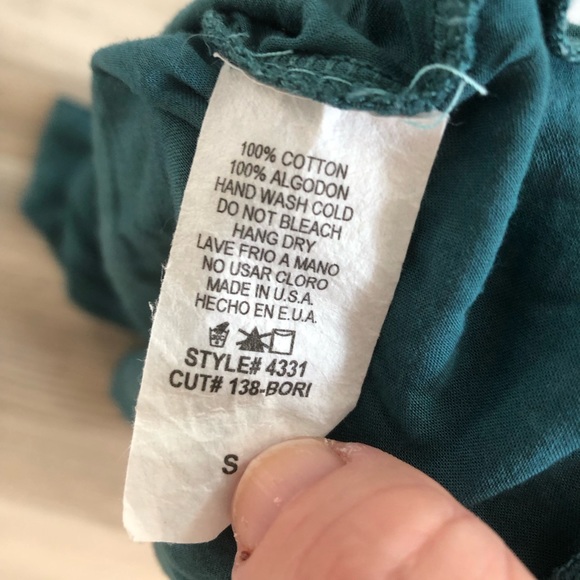 100% COTTON
100% ALGODON
HAND WASH COLD
DO NOT BLEACH
HANG DRY
LAVE FRIO A MANO
NO USAR CLORO
MADE IN U.S.A.
HECHO EN E.U.A.
STYLE# 4331
CUT# 138-BORI
S